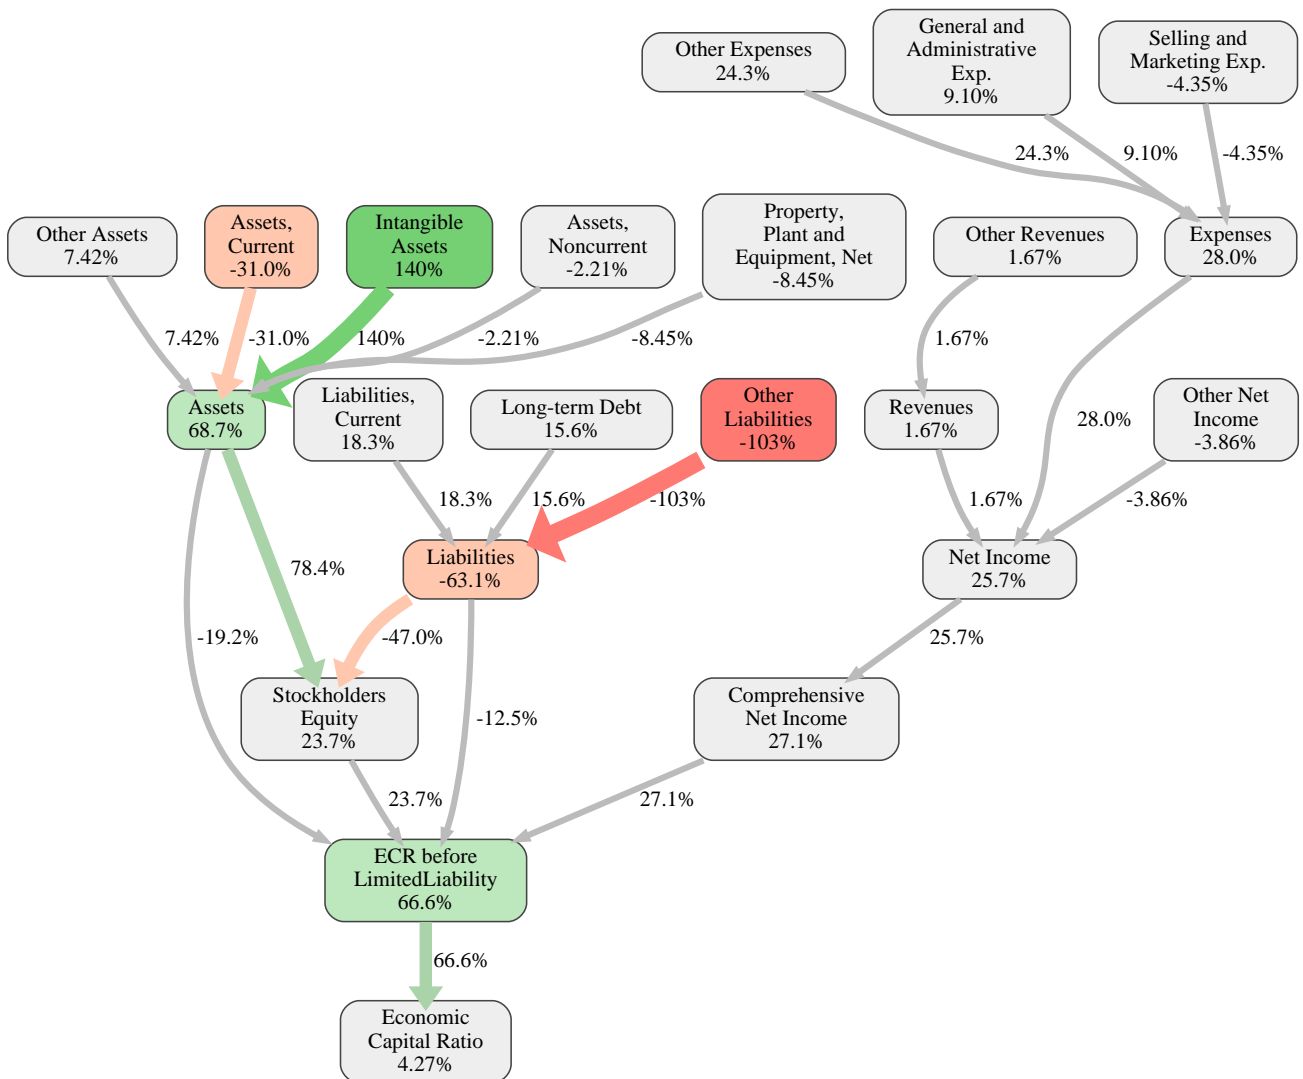 Other Expenses
24.3%
General and
Administrative
Exp.
9.10%
Selling and
Marketing Exp.
-4.35%
24.3%
9.10%
-4.35%
Other Assets
7.42%
Assets,
Current
-31.0%
Intangible
Assets
140%
Assets,
Noncurrent
-2.21%
Property,
Plant and
Equipment, Net
-8.45%
Other Revenues
1.67%
Expenses
28.0%
7.42%
-31.0%
140%
-2.21%
-8.45%
1.67%
Assets
68.7%
Liabilities,
Current
18.3%
Long-term Debt
15.6%
Other
Liabilities
-103%
Revenues
1.67%
28.0%
Other Net
Income
-3.86%
18.3%
15.6%
-103%
1.67%
-3.86%
78.4%
Liabilities
-63.1%
Net Income
25.7%
-19.2%
-47.0%
25.7%
Stockholders
Equity
23.7%
-12.5%
Comprehensive
Net Income
27.1%
23.7%
27.1%
ECR before
LimitedLiability
66.6%
66.6%
Economic
Capital Ratio
4.27%